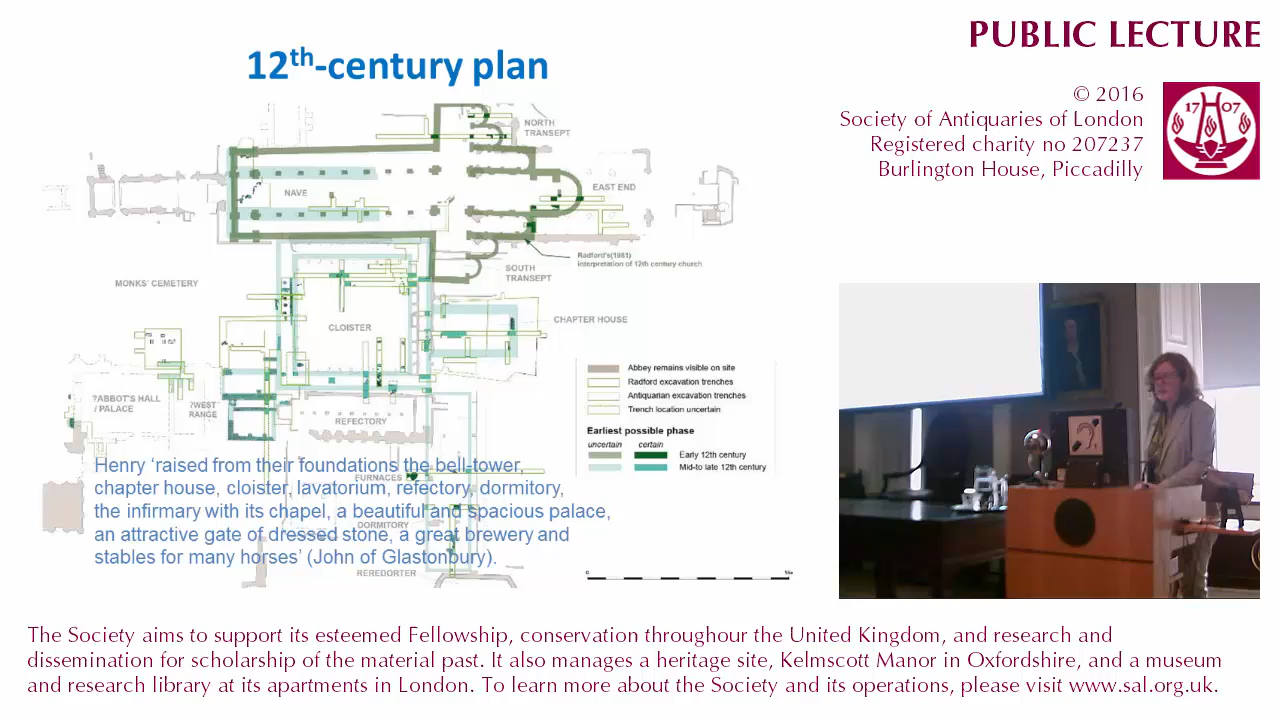 PUBLIC LECTURE
© 2016
Society of Antiquaries of London
Registered charity no 207237
Burlington House, Piccadilly
17 07
12th-century plan
NORTH
TRANSEPT
NAVE
EAST END
Radford's(1981)
interpretation of 12th century church
SOUTH
TRANSEPT
MONKS' CEMETERY
CLOISTER
CHAPTER HOUSE
?ABBOT'S HALL
/ PALACE
?WEST
RANGE
REFECTORY
Abbey remains visible on site
Radford excavation trenches
Antiquarian excavation trenches
Trench location uncertain
Earliest possible phase
uncertain certain
Early 12th century
Mid-to late 12th century
Henry 'raised from their foundations the bell-tower,
chapter house, cloister, lavatorium, refectory, dormitory,
the infirmary with its chapel, a beautiful and spacious palace,
an attractive gate of dressed stone, a great brewery and
stables for many horses' (John of Glastonbury).
FURNACES
DORMITORY
REREDORTER
0
The Society aims to support its esteemed Fellowship, conservation throughour the United Kingdom, and research and
dissemination for scholarship of the material past. It also manages a heritage site, Kelmscott Manor in Oxfordshire, and a museum
and research library at its apartments in London. To learn more about the Society and its operations, please visit www.sal.org.uk.